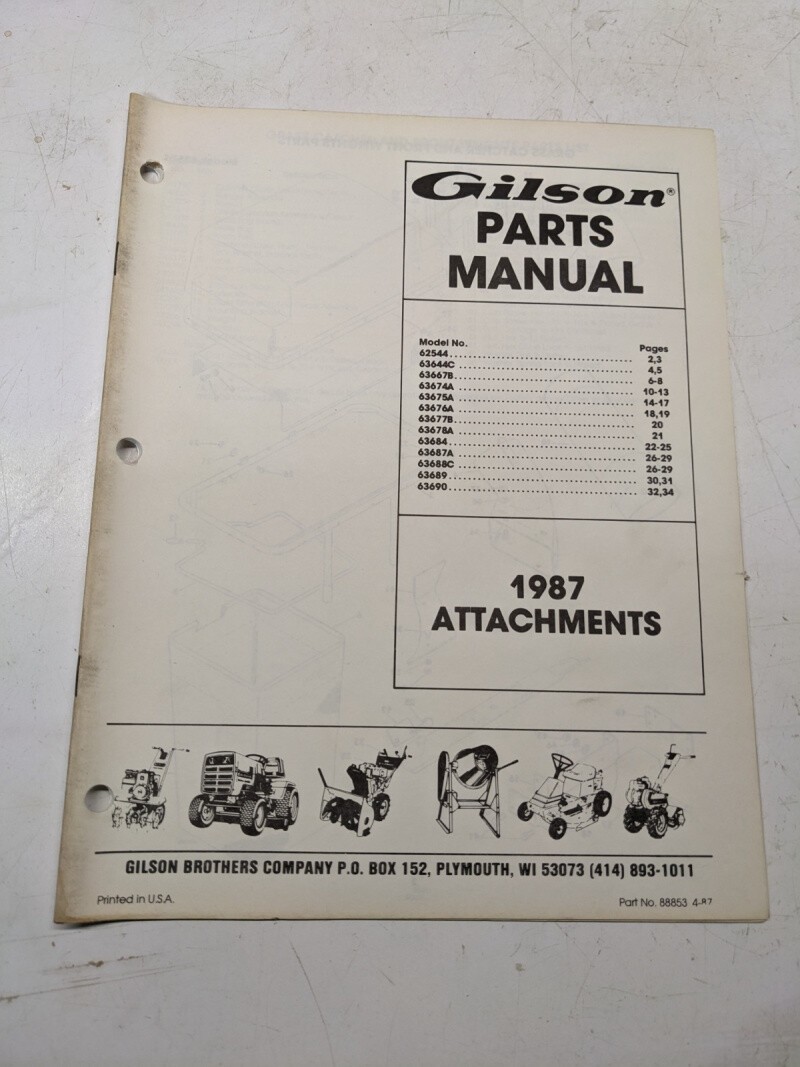 Gilson®
PARTS
MANUAL
Model No. Pages
62544 2,3
63644C 4,5
63667B 6-8
63674A 10-13
63675A 14-17
63676A 18,19
63677B 20
63678A 21
63684 22-25
63687A 26-29
63688C 26-29
63689 30,31
63690 32,34
1987
ATTACHMENTS
GILSON BROTHERS COMPANY P.O. BOX 152, PLYMOUTH, WI 53073 (414) 893-1011
Printed in U.S.A. Part No. 88853 4-87